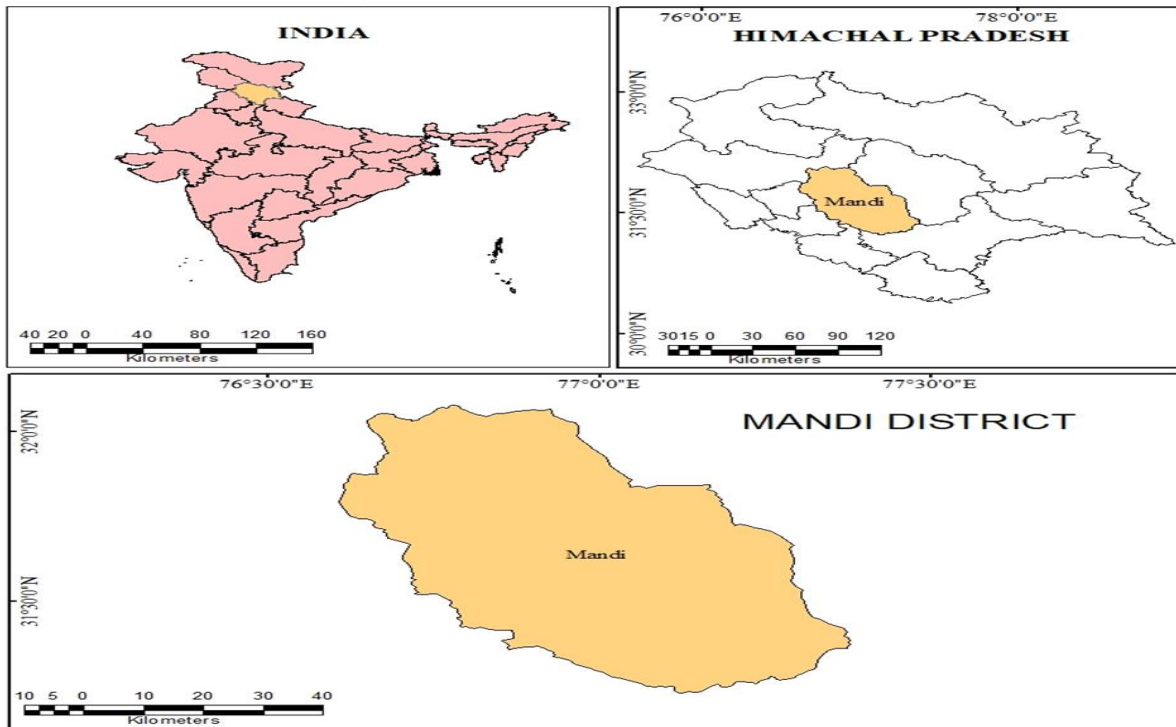 INDIA
40 20 0 40 80 120 160
Kilometers
76°0'0"E 78°0'0"E
HIMACHAL PRADESH
33°0'0"N
31°30'0"N
30°0'0"N
Mandi
30 15 0 30 60 90 120
Kilometers
76°30'0"E 77°0'0"E 77°30'0"E
MANDI DISTRICT
32°0'0"N
31°30'0"N
Mandi
10 5 0 10 20 30 40
Kilometers